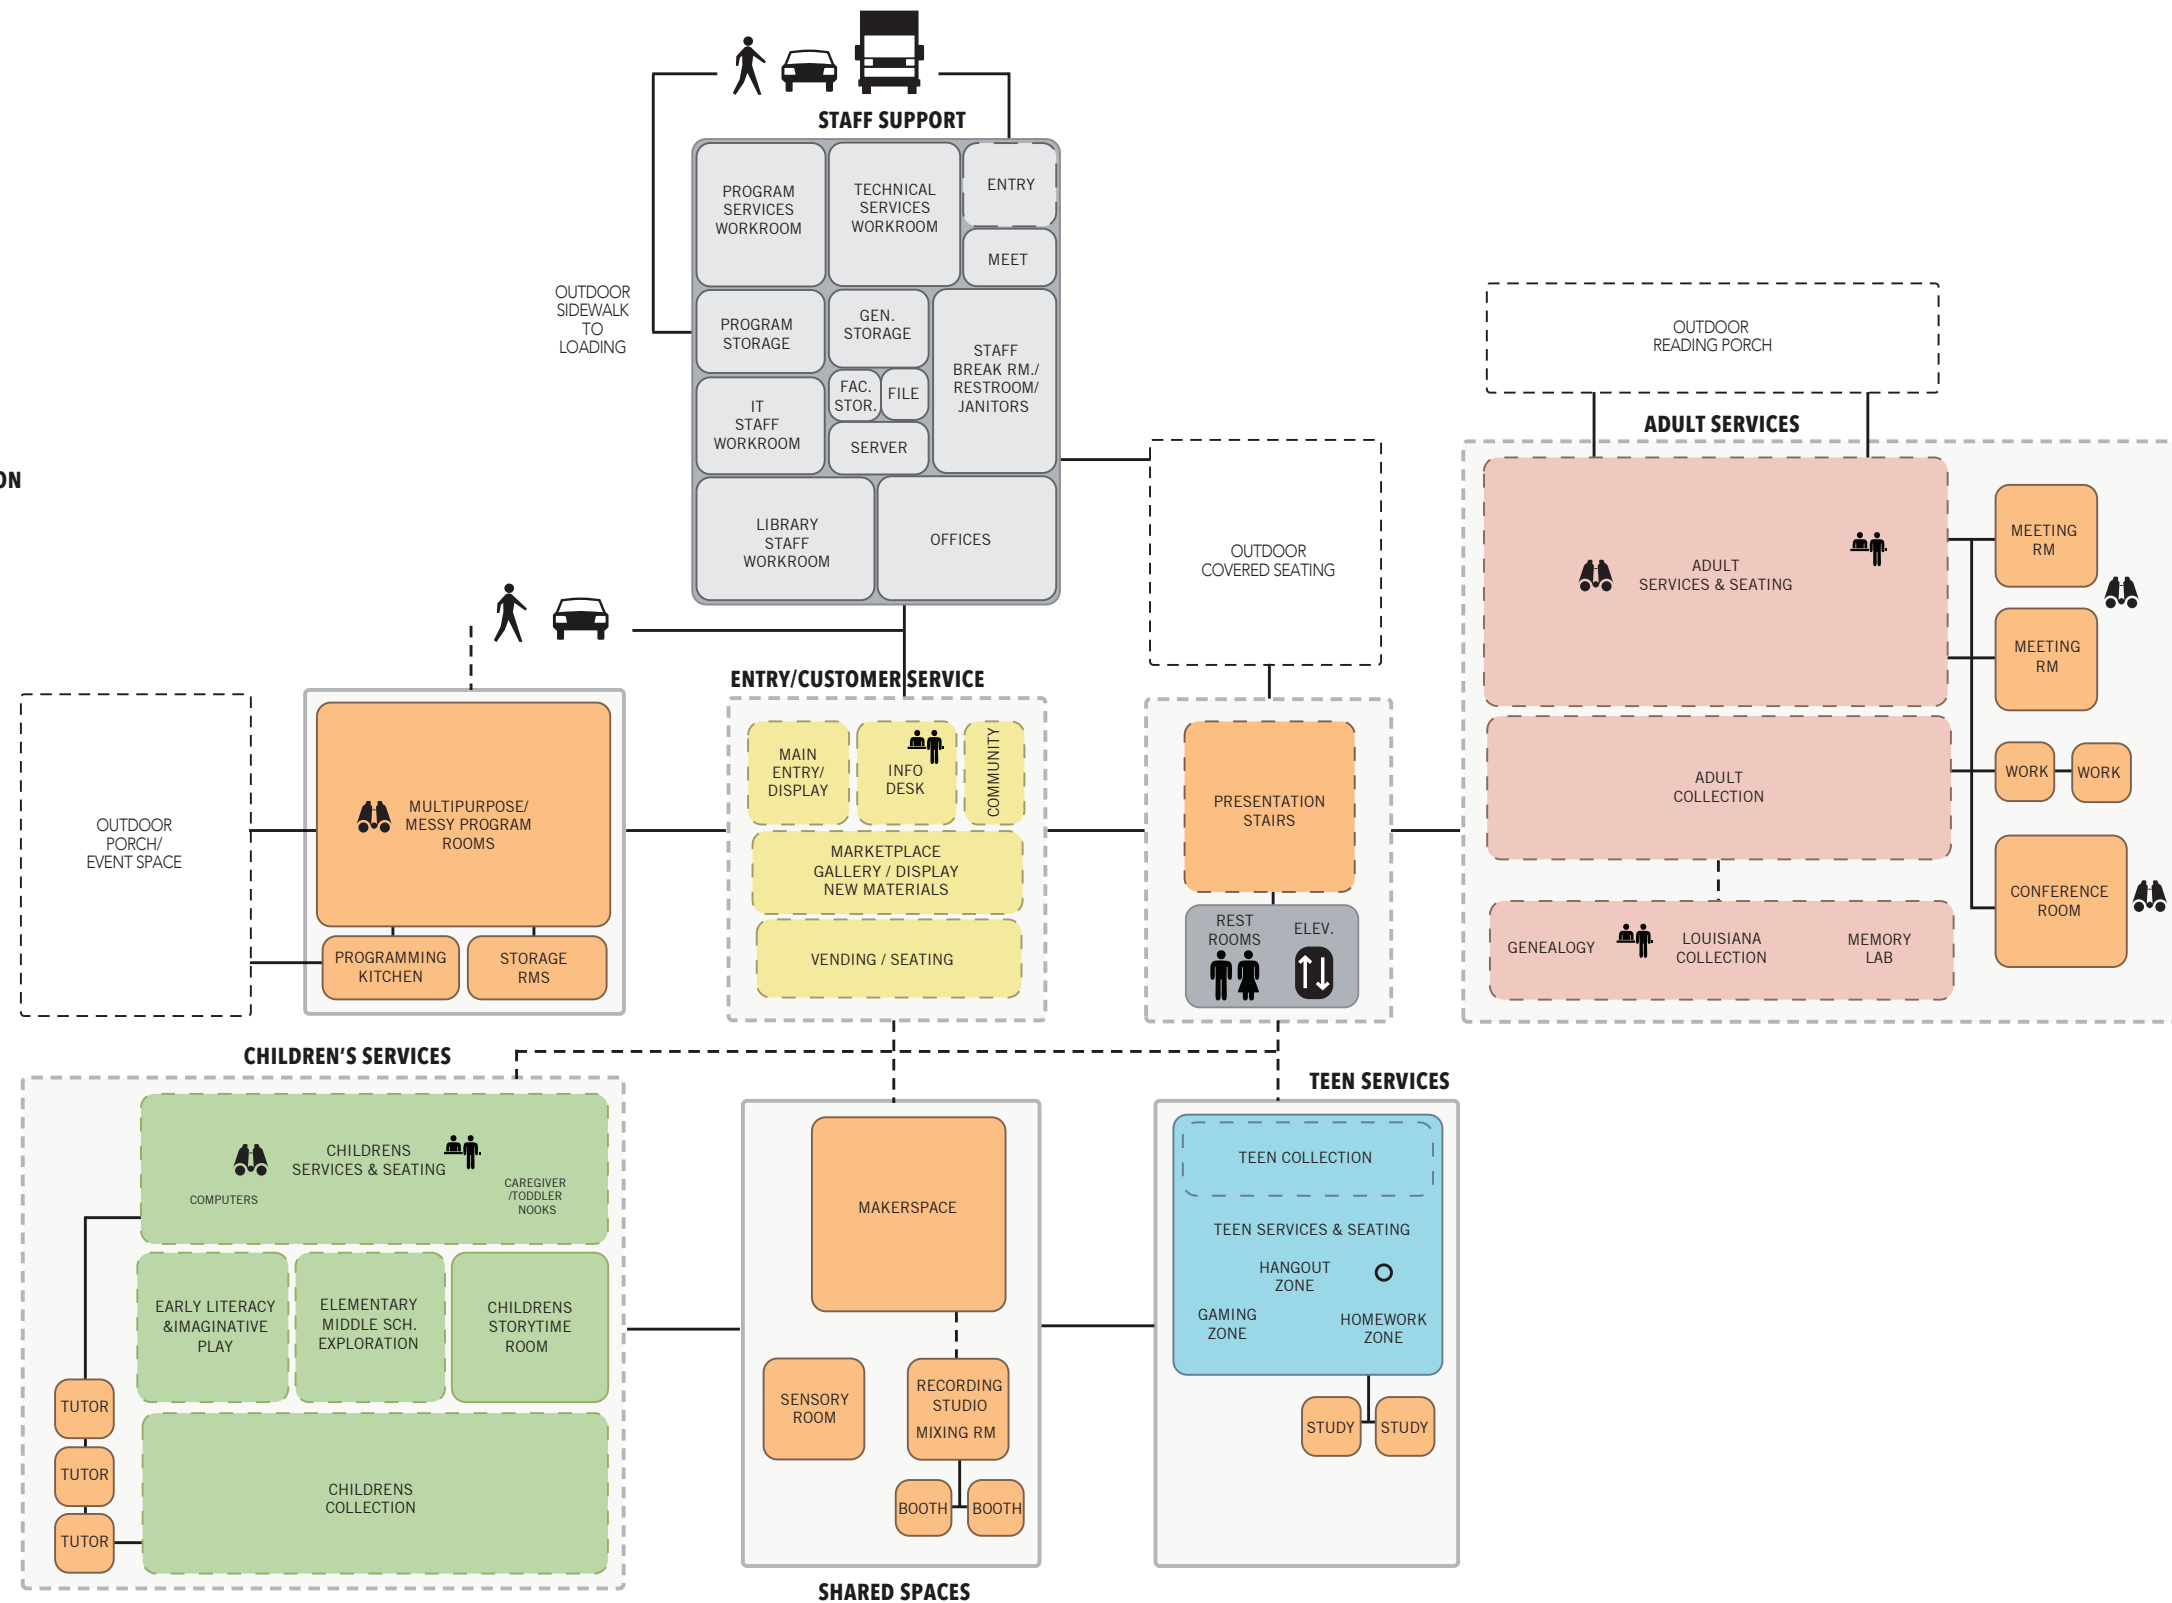 STAFF SUPPORT
PROGRAM
SERVICES
WORKROOM
TECHNICAL
SERVICES
WORKROOM
ENTRY
MEET
OUTDOOR
SIDEWALK
TO
LOADING
PROGRAM
STORAGE
GEN.
STORAGE
STAFF
BREAK RM./
RESTROOM/
JANITORS
IT
STAFF
WORKROOM
FAC.
STOR.
FILE
SERVER
LIBRARY
STAFF
WORKROOM
OFFICES
ON
OUTDOOR
COVERED SEATING
OUTDOOR
READING PORCH
ADULT SERVICES
ADULT
SERVICES & SEATING
MEETING
RM
MEETING
RM
ADULT
COLLECTION
WORK
WORK
GENEALOGY
LOUISIANA
COLLECTION
MEMORY
LAB
CONFERENCE
ROOM
OUTDOOR
PORCH/
EVENT SPACE
MULTIPURPOSE/
MESSY PROGRAM
ROOMS
PROGRAMMING
KITCHEN
STORAGE
RMS
ENTRY/CUSTOMER SERVICE
MAIN
ENTRY/
DISPLAY
INFO
DESK
COMMUNITY
MARKETPLACE
GALLERY / DISPLAY
NEW MATERIALS
VENDING / SEATING
PRESENTATION
STAIRS
REST
ROOMS
ELEV.
CHILDREN'S SERVICES
CHILDRENS
SERVICES & SEATING
COMPUTERS
CAREGIVER
/TODDLER
NOOKS
EARLY LITERACY
&IMAGINATIVE
PLAY
ELEMENTARY
MIDDLE SCH.
EXPLORATION
CHILDRENS
STORYTIME
ROOM
TUTOR
TUTOR
TUTOR
CHILDRENS
COLLECTION
MAKERSPACE
SENSORY
ROOM
RECORDING
STUDIO
MIXING RM
BOOTH
BOOTH
SHARED SPACES
TEEN SERVICES
TEEN COLLECTION
TEEN SERVICES & SEATING
HANGOUT
ZONE
GAMING
ZONE
HOMEWORK
ZONE
STUDY
STUDY